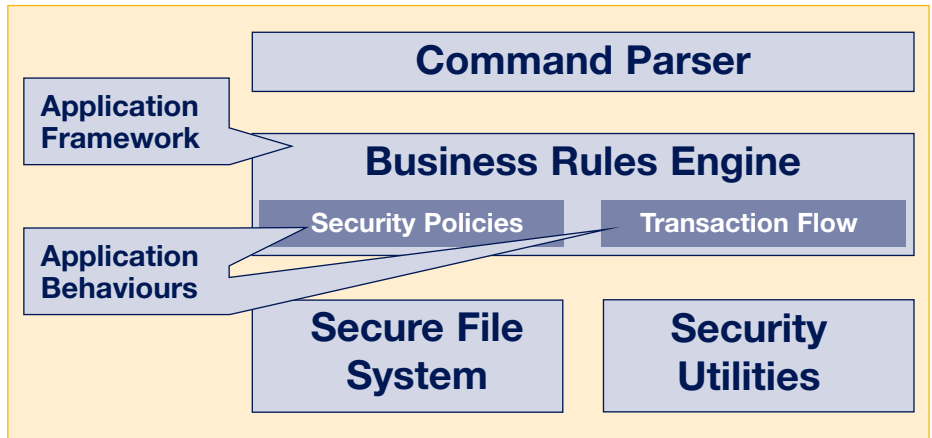 Command Parser
Application
Framework
Business Rules Engine
Security Policies
Transaction Flow
Application
Behaviours
Secure File
System
Security
Utilities